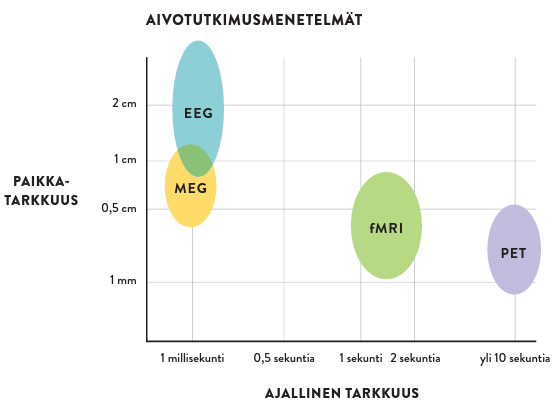 AIVOTUTKIMUSMENETELMÄT
2 cm
EEG
1 cm
PAIKKA-
TARKKUUS
MEG
0,5 cm
fMRI
PET
1 mm
1 millisekunti 0,5 sekuntia 1 sekunti 2 sekuntia yli 10 sekuntia
AJALLINEN TARKKUUS